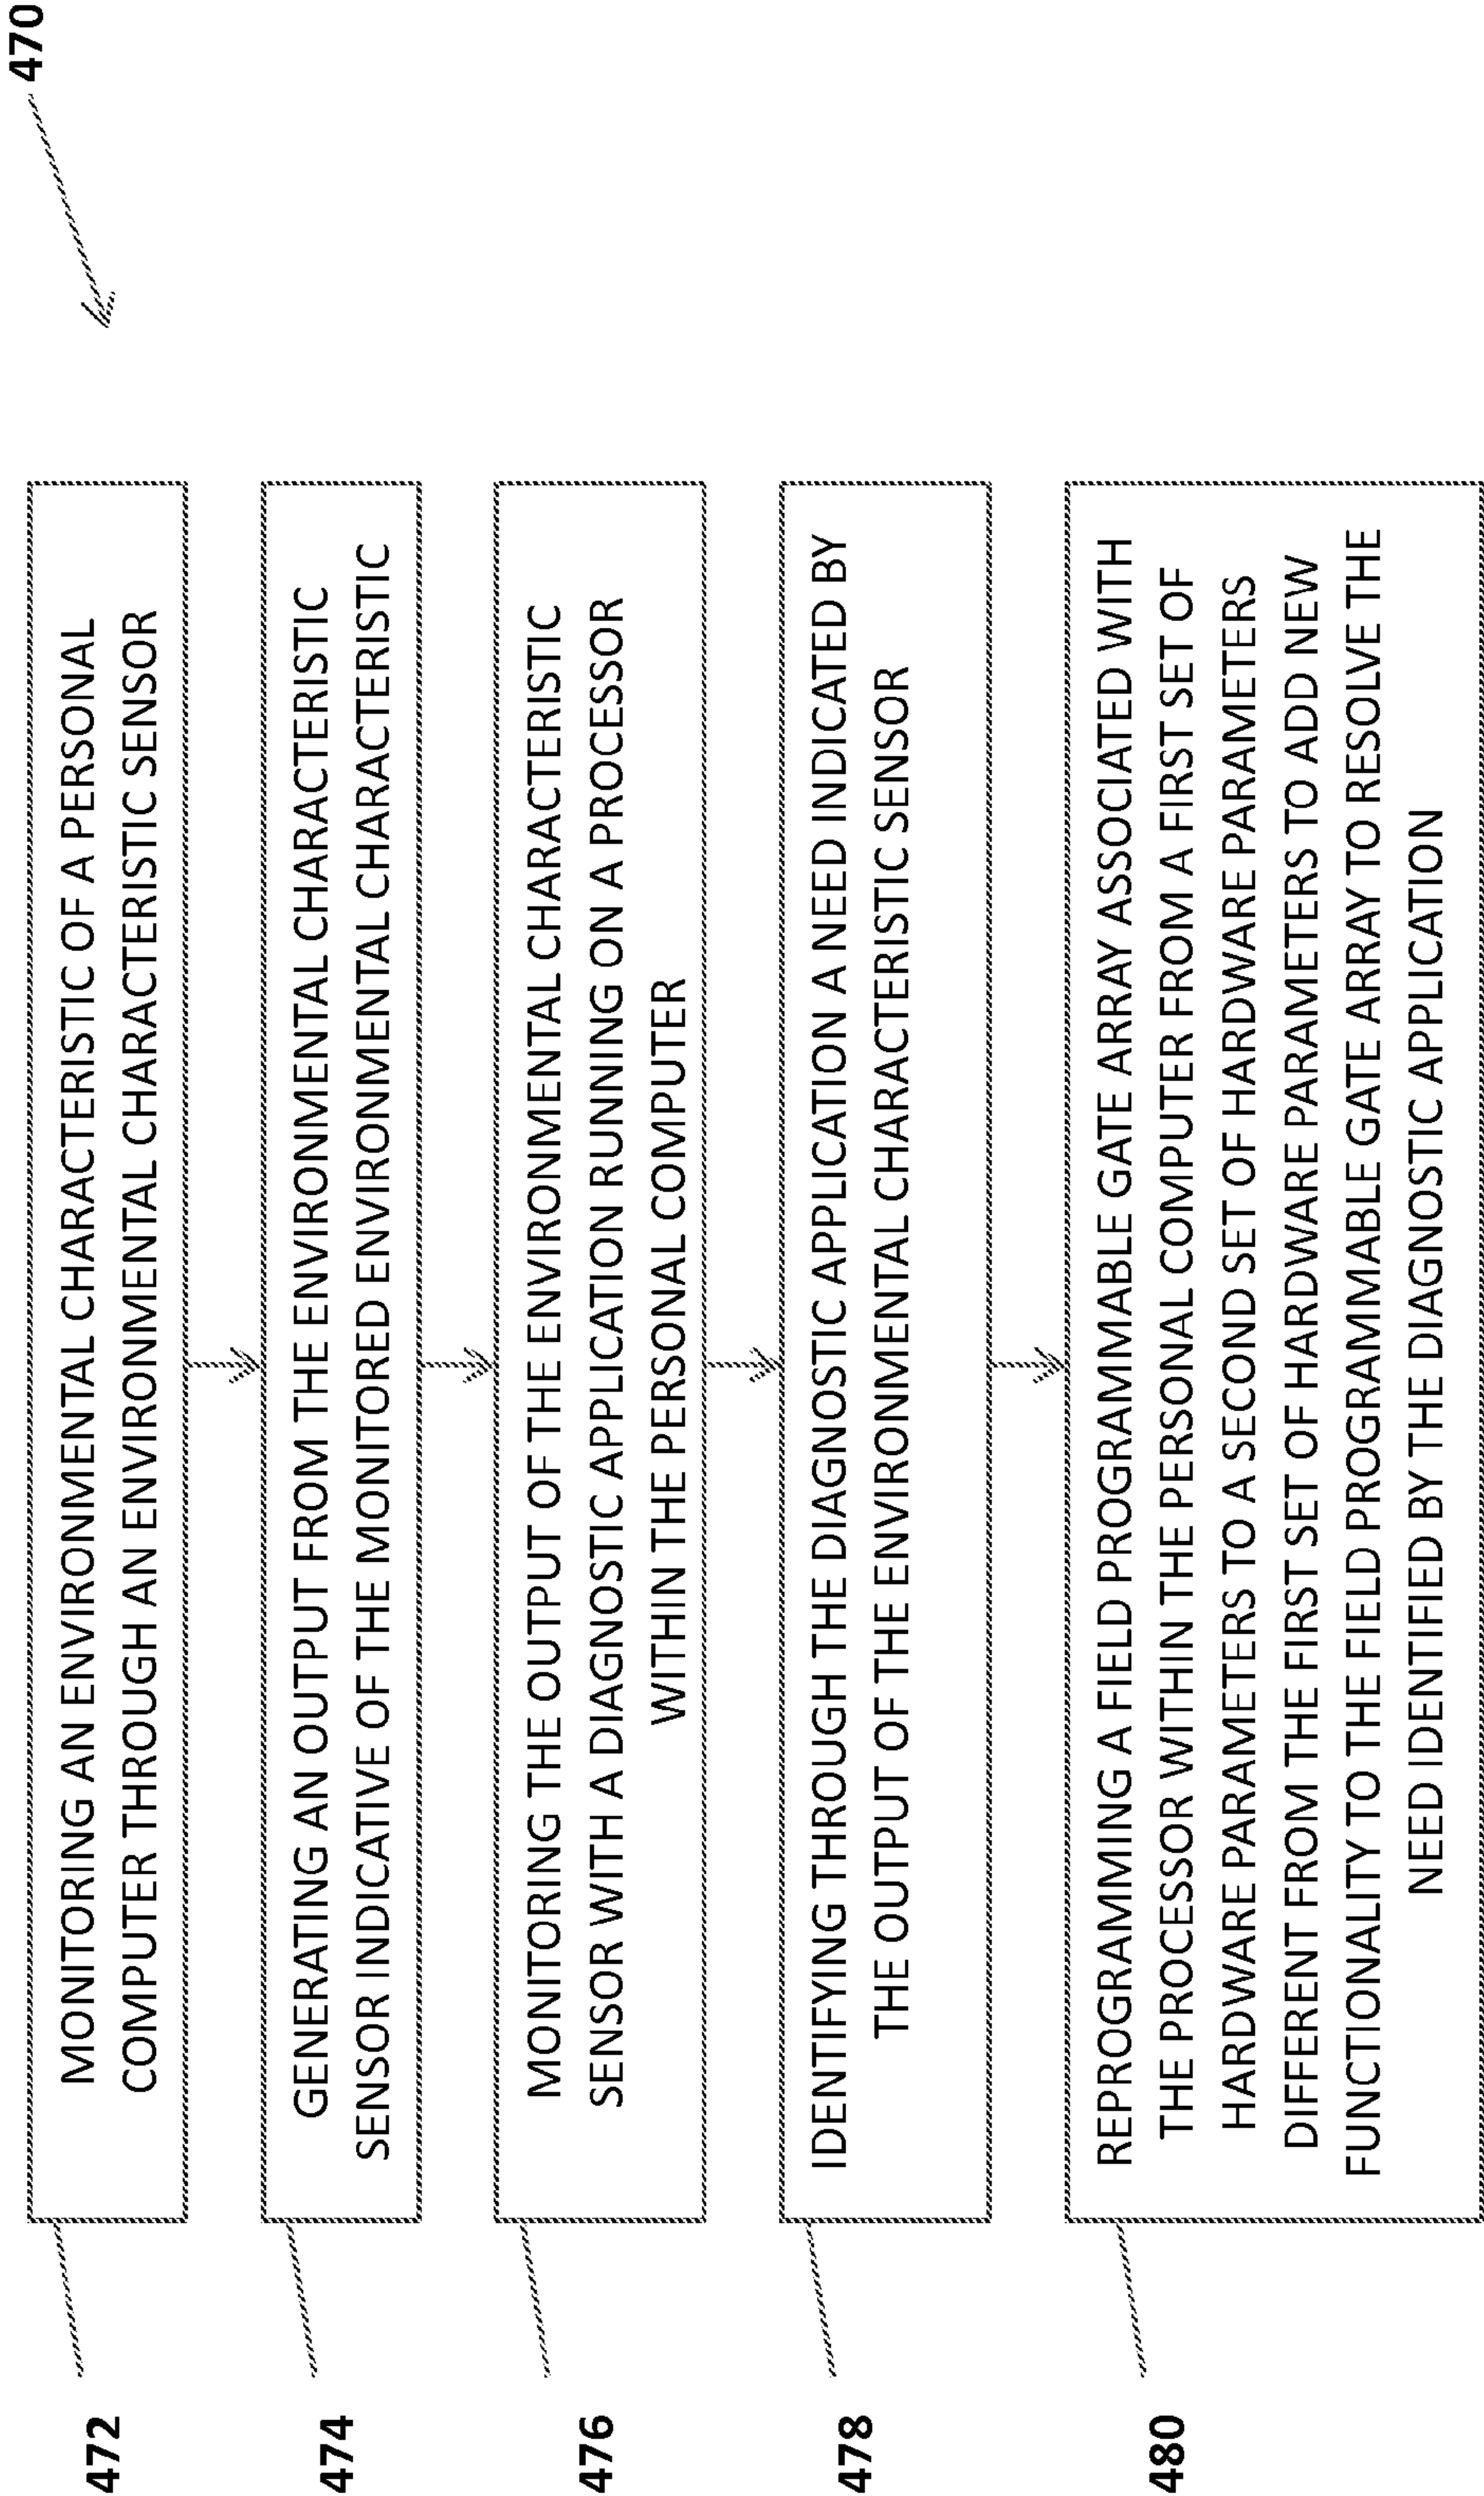 470
472
MONITORING AN ENVIRONMENTAL CHARACTERISTIC OF A PERSONAL
COMPUTER THROUGH AN ENVIRONMENTAL CHARACTERISTIC SENSOR
474
GENERATING AN OUTPUT FROM THE ENVIRONMENTAL CHARACTERISTIC
SENSOR INDICATIVE OF THE MONITORED ENVIRONMENTAL CHARACTERISTIC
476
MONITORING THE OUTPUT OF THE ENVIRONMENTAL CHARACTERISTIC
SENSOR WITH A DIAGNOSTIC APPLICATION RUNNING ON A PROCESSOR
WITHIN THE PERSONAL COMPUTER
478
IDENTIFYING THROUGH THE DIAGNOSTIC APPLICATION A NEED INDICATED BY
THE OUTPUT OF THE ENVIRONMENTAL CHARACTERISTIC SENSOR
480
REPROGRAMMING A FIELD PROGRAMMABLE GATE ARRAY ASSOCIATED WITH
THE PROCESSOR WITHIN THE PERSONAL COMPUTER FROM A FIRST SET OF
HARDWARE PARAMETERS TO A SECOND SET OF HARDWARE PARAMETERS
DIFFERENT FROM THE FIRST SET OF HARDWARE PARAMETERS TO ADD NEW
FUNCTIONALITY TO THE FIELD PROGRAMMABLE GATE ARRAY TO RESOLVE THE
NEED IDENTIFIED BY THE DIAGNOSTIC APPLICATION